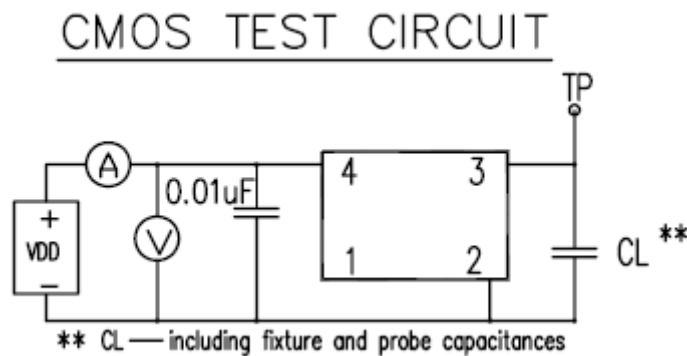 CMOS TEST CIRCUIT
TP
A
4 3
0.01uF
+
VDD
−
V
1 2
CL **
** CL — including fixture and probe capacitances